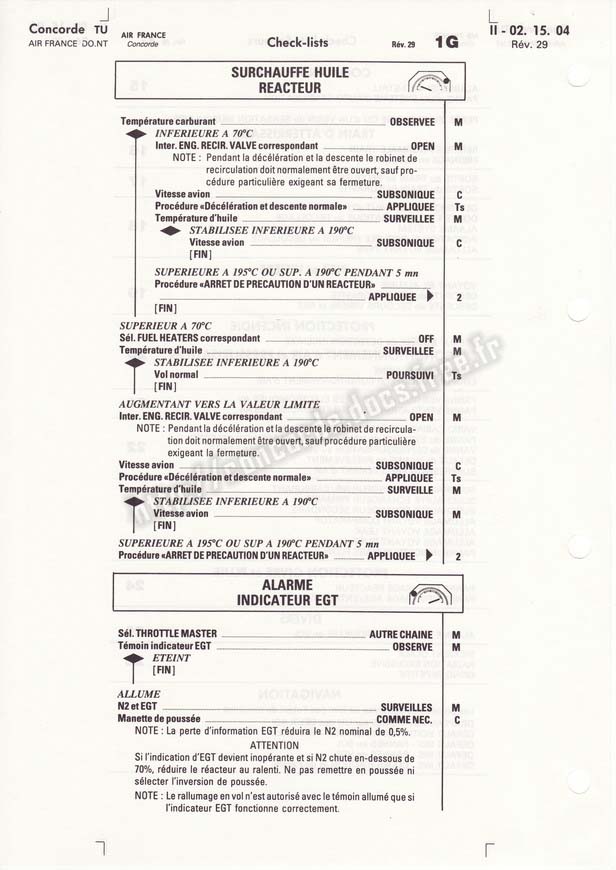 Concorde TU
AIR FRANCE DO.NT
AIR FRANCE
Concorde
Check-lists
Rév. 29
1G
II - 02. 15. 04
Rév. 29
SURCHAUFFE HUILE
REACTEUR
Température carburant OBSERVEE M
INFERIEURE A 70°C
Inter. ENG. RECIR. VALVE correspondant OPEN M
NOTE : Pendant la décélération et la descente le robinet de
recirculation doit normalement être ouvert, sauf pro-
cédure particulière exigeant sa fermeture.
Vitesse avion SUBSONIQUE C
Procédure «Décélération et descente normale» APPLIQUEE Ts
Température d'huile SURVEILLEE M
STABILISEE INFERIEURE A 190°C
Vitesse avion SUBSONIQUE C
[FIN]
SUPERIEURE A 195°C OU SUP. A 190°C PENDANT 5 mn
Procédure «ARRET DE PRECAUTION D'UN REACTEUR»
APPLIQUEE 2
[FIN]
SUPERIEUR A 70°C
Sél. FUEL HEATERS correspondant OFF M
Température d'huile SURVEILLEE M
STABILISEE INFERIEURE A 190°C
Vol normal POURSUIVI Ts
[FIN]
AUGMENTANT VERS LA VALEUR LIMITE
Inter. ENG. RECIR. VALVE correspondant OPEN M
NOTE : Pendant la décélération et la descente le robinet de recircula-
tion doit normalement être ouvert, sauf procédure particulière
exigeant la fermeture.
Vitesse avion SUBSONIQUE C
Procédure «Décélération et descente normale» APPLIQUEE Ts
Température d'huile SURVEILLE M
STABILISEE INFERIEURE A 190°C
Vitesse avion SUBSONIQUE M
[FIN]
SUPERIEURE A 195°C OU SUP A 190°C PENDANT 5 mn
Procédure «ARRET DE PRECAUTION D'UN REACTEUR» APPLIQUEE 2
ALARME
INDICATEUR EGT
Sél. THROTTLE MASTER AUTRE CHAINE M
Témoin indicateur EGT OBSERVE M
ETEINT
[FIN]
ALLUME
N2 et EGT SURVEILLES M
Manette de poussée COMME NEC. C
NOTE : La perte d'information EGT réduira le N2 nominal de 0,5%.
ATTENTION
Si l'indication d'EGT devient inopérante et si N2 chute en-dessous de
70%, réduire le réacteur au ralenti. Ne pas remettre en poussée ni
sélecter l'inversion de poussée.
NOTE : Le rallumage en vol n'est autorisé avec le témoin allumé que si
l'indicateur EGT fonctionne correctement.